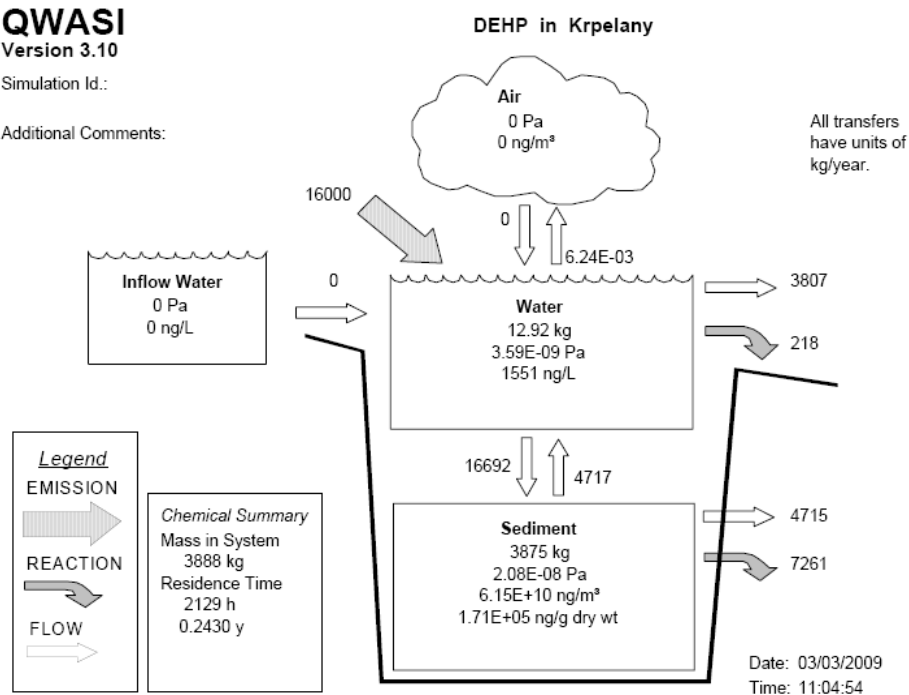 QWASI
Version 3.10
Simulation Id.:
Additional Comments:
DEHP in Krpelany
All transfers
have units of
kg/year.
Air
0 Pa
0 ng/m³
16000
0
6.24E-03
Inflow Water
0 Pa
0 ng/L
0
Water
12.92 kg
3.59E-09 Pa
1551 ng/L
3807
218
16692
4717
Sediment
3875 kg
2.08E-08 Pa
6.15E+10 ng/m³
1.71E+05 ng/g dry wt
4715
7261
Legend
EMISSION
REACTION
FLOW
Chemical Summary
Mass in System
3888 kg
Residence Time
2129 h
0.2430 y
Date: 03/03/2009
Time: 11:04:54